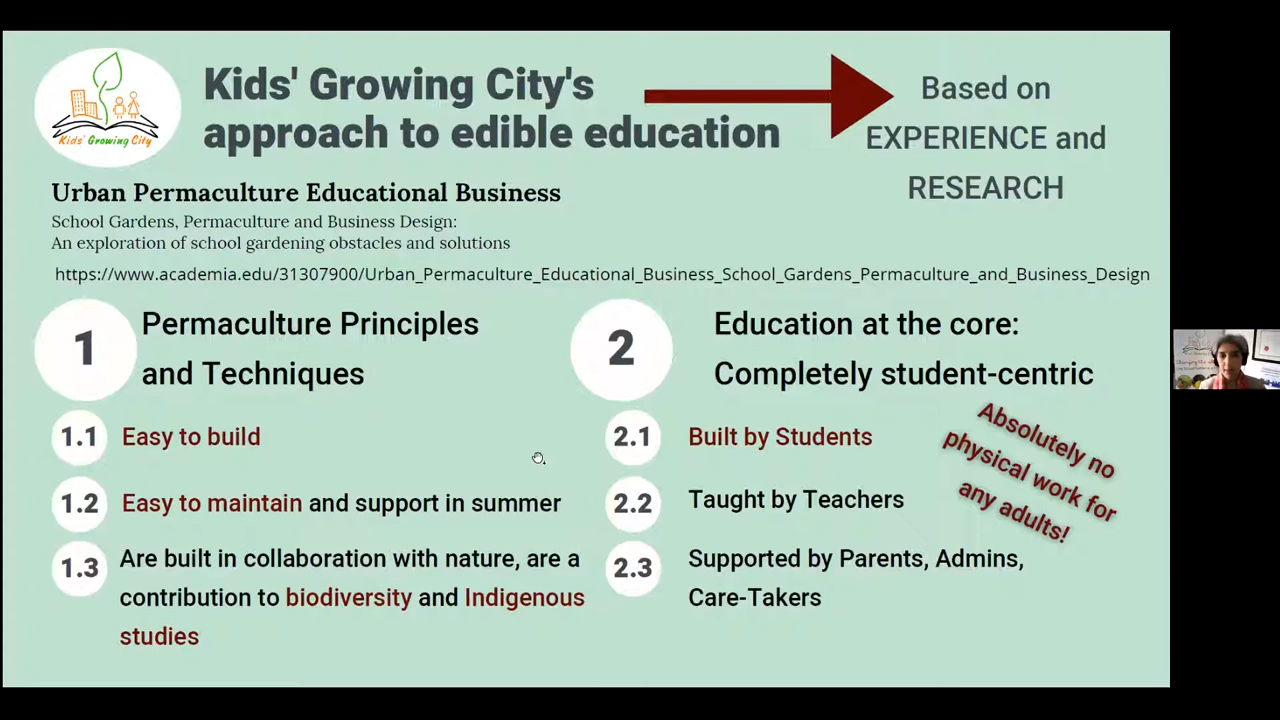 Kids' Growing City
Kids' Growing City's
approach to edible education
Based on
EXPERIENCE and
RESEARCH
Urban Permaculture Educational Business
School Gardens, Permaculture and Business Design:
An exploration of school gardening obstacles and solutions
https://www.academia.edu/31307900/Urban_Permaculture_Educational_Business_School_Gardens_Permaculture_and_Business_Design
1
Permaculture Principles
and Techniques
1.1 Easy to build
1.2 Easy to maintain and support in summer
1.3 Are built in collaboration with nature, are a
contribution to biodiversity and Indigenous
studies
2
Education at the core:
Completely student-centric
2.1 Built by Students
2.2 Taught by Teachers
2.3 Supported by Parents, Admins,
Care-Takers
Absolutely no
physical work for
any adults!